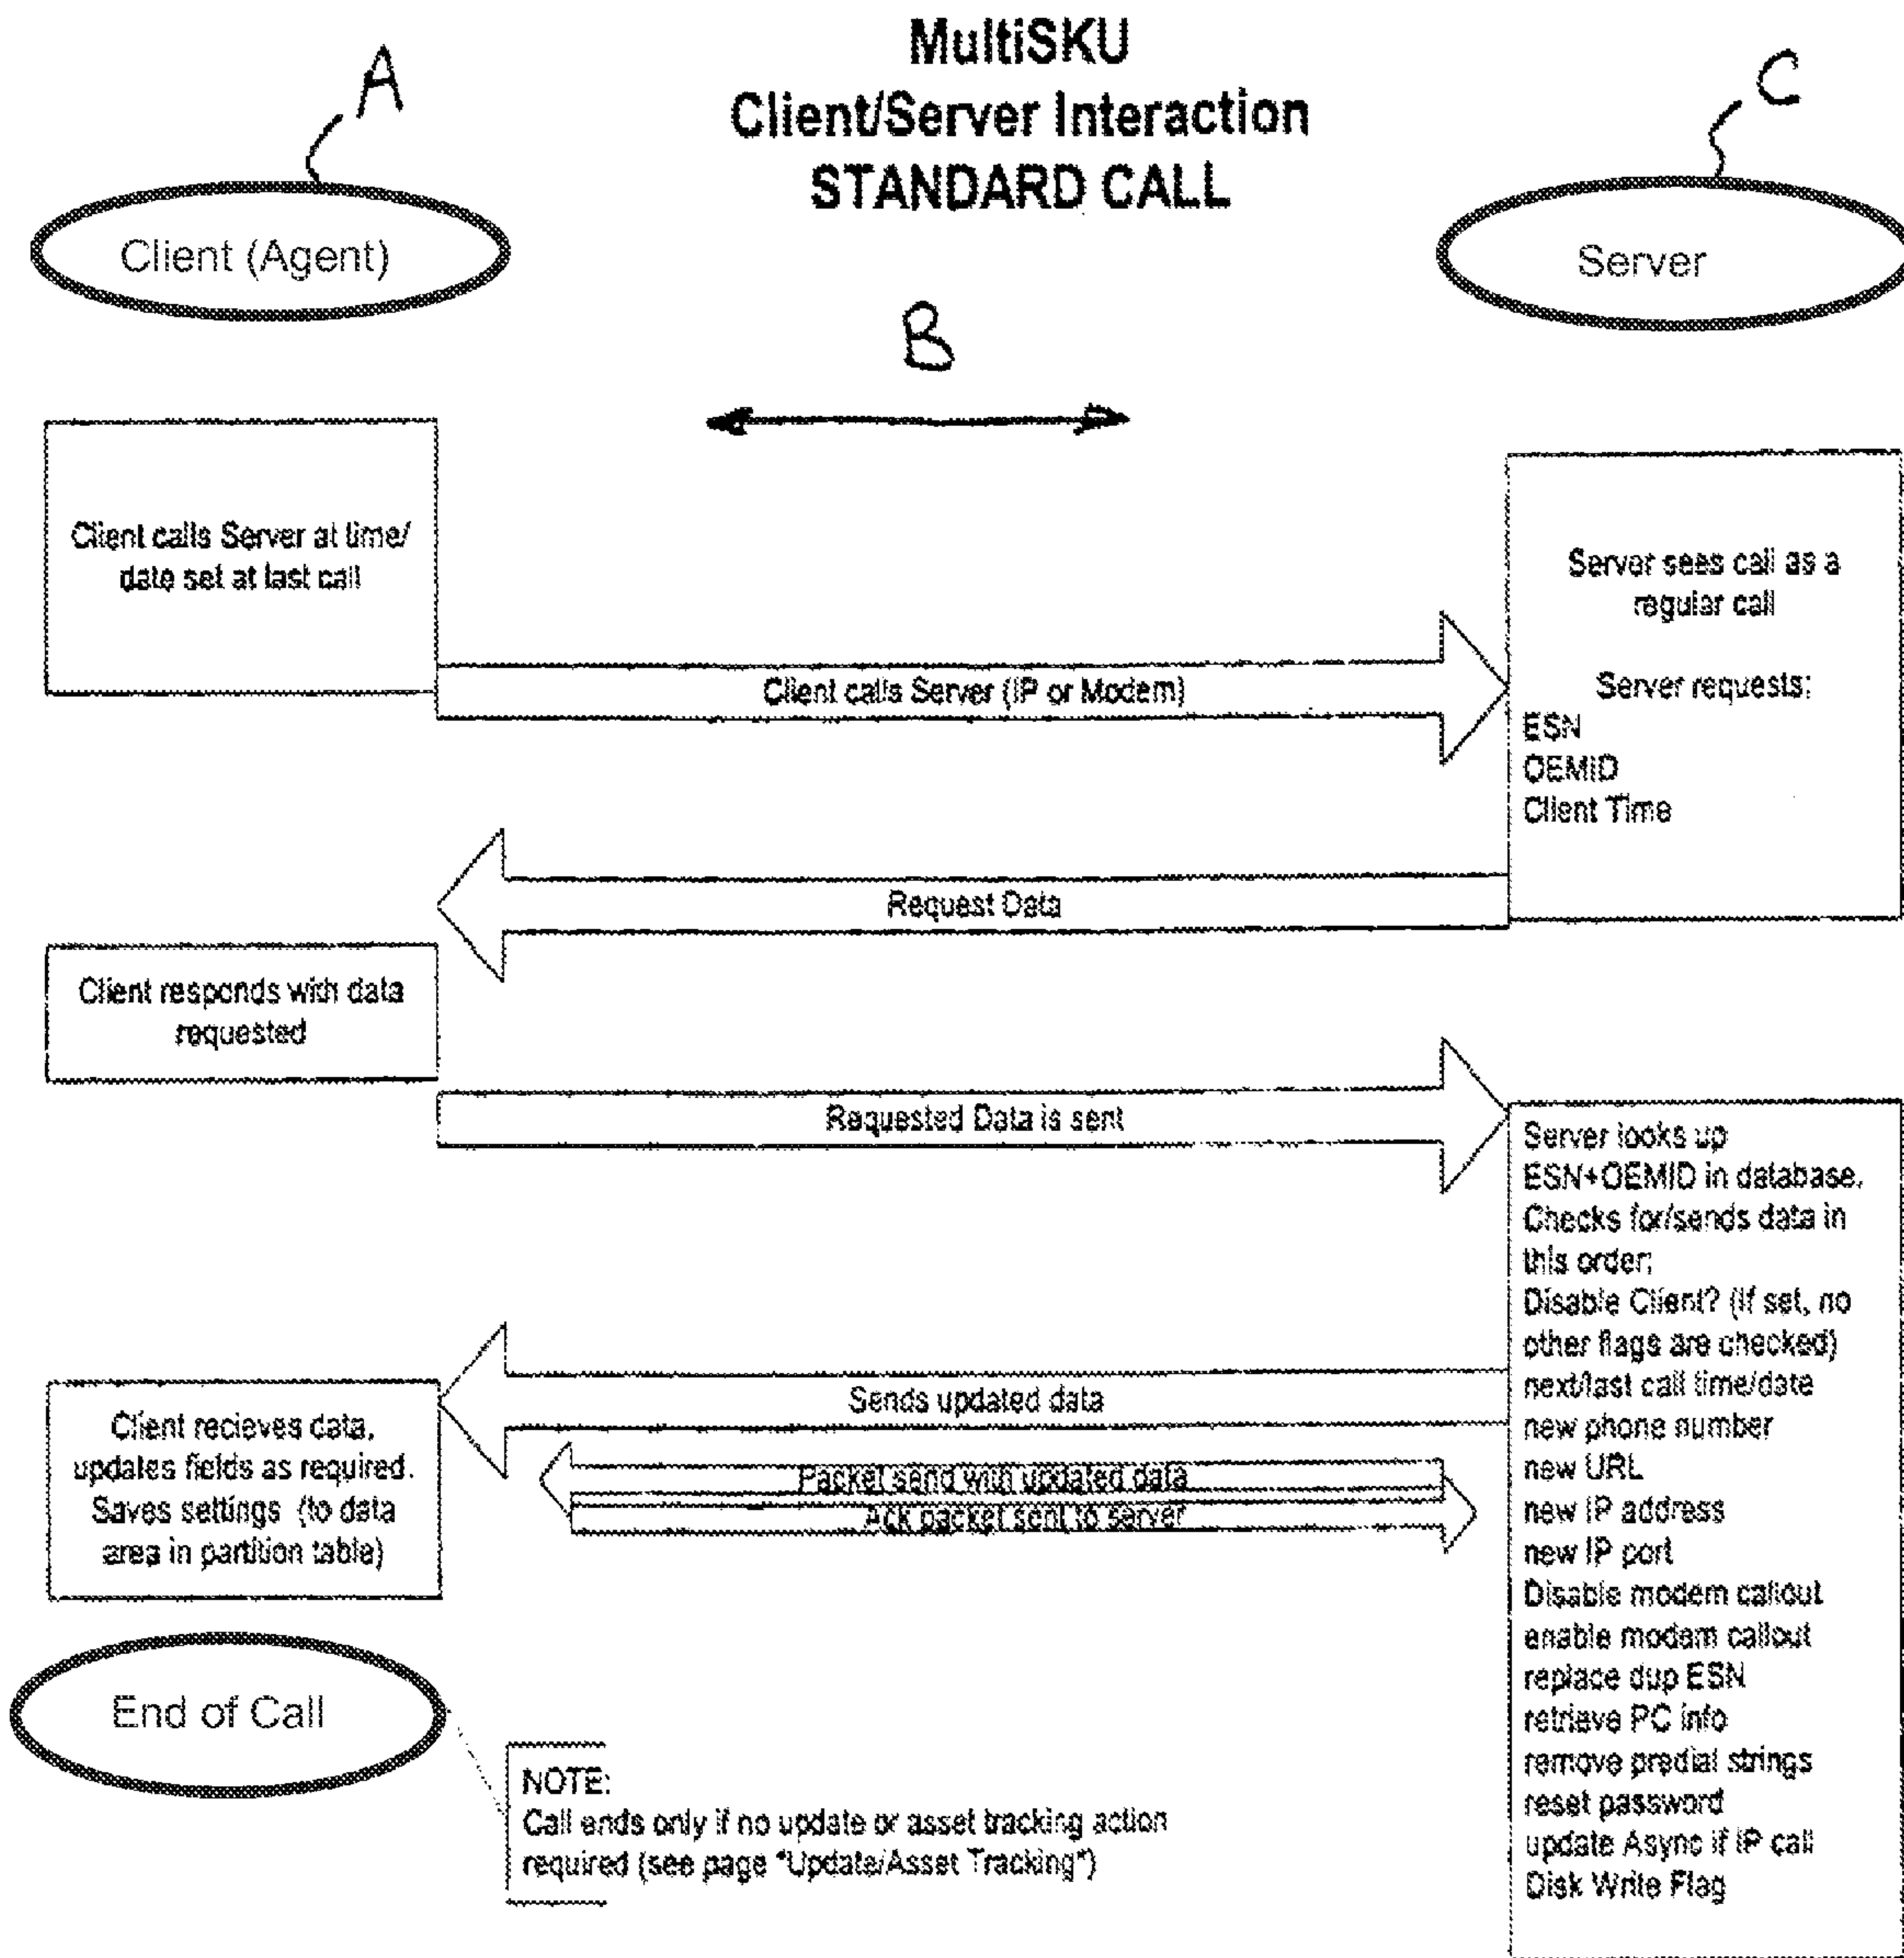 MultiSKU
Client/Server Interaction
STANDARD CALL
A
C
Client (Agent)
Server
B
Client calls Server at time/
date set at last call
Server sees call as a
regular call
Server requests:
ESN
OEMID
Client Time
Client calls Server (IP or Modem)
Request Data
Client responds with data
requested
Requested Data is sent
Server looks up
ESN+OEMID in database.
Checks for/sends data in
this order:
Disable Client? (If set, no
other flags are checked)
next/last call time/date
new phone number
new URL
new IP address
new IP port
Disable modem callout
enable modem callout
replace dup ESN
retrieve PC info
remove predial strings
reset password
update Async if IP call
Disk Write Flag
Sends updated data
Packet send with updated data
Ack packet sent to server
Client recieves data,
updates fields as required.
Saves settings (to data
area in partition table)
End of Call
NOTE:
Call ends only if no update or asset tracking action
required (see page "Update/Asset Tracking")